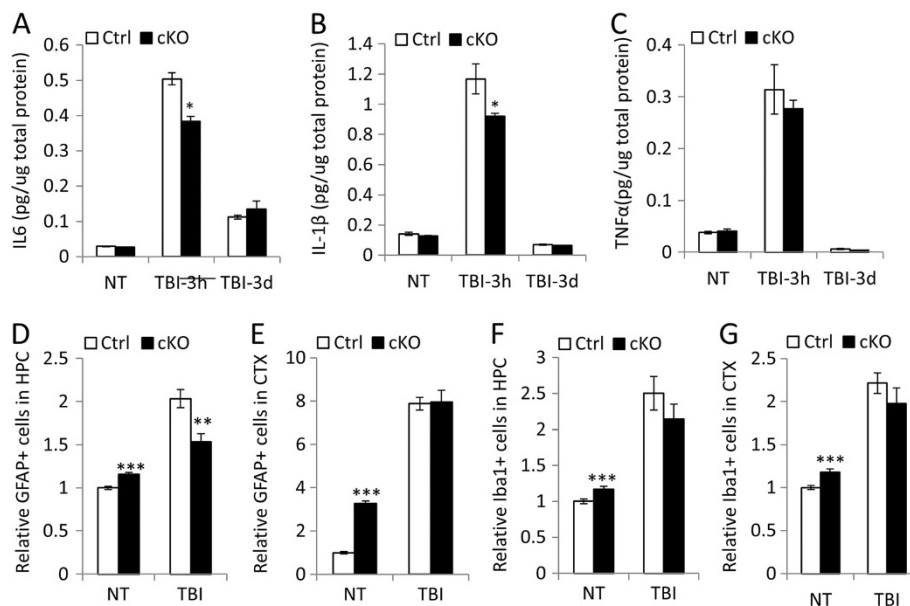 A
Ctrl cKO
IL6 (pg/ug total protein)
0.6
0.5
0.4
0.3
0.2
0.1
0
*
NT TBI-3h TBI-3d
B
Ctrl cKO
IL-1β (pg/ug total protein)
1.4
1.2
1
0.8
0.6
0.4
0.2
0
*
NT TBI-3h TBI-3d
C
Ctrl cKO
TNFα(pg/ug total protein)
0.4
0.3
0.2
0.1
0
NT TBI-3h TBI-3d
D
Ctrl cKO
Relative GFAP+ cells in HPC
2.5
2
1.5
1
0.5
0
***
**
NT TBI
E
Ctrl cKO
Relative GFAP+ cells in CTX
10
8
6
4
2
0
***
NT TBI
F
Ctrl cKO
Relative Iba1+ cells in HPC
3
2.5
2
1.5
1
0.5
0
***
NT TBI
G
Ctrl cKO
Relative Iba1+ cells in CTX
2.5
2
1.5
1
0.5
0
***
NT TBI